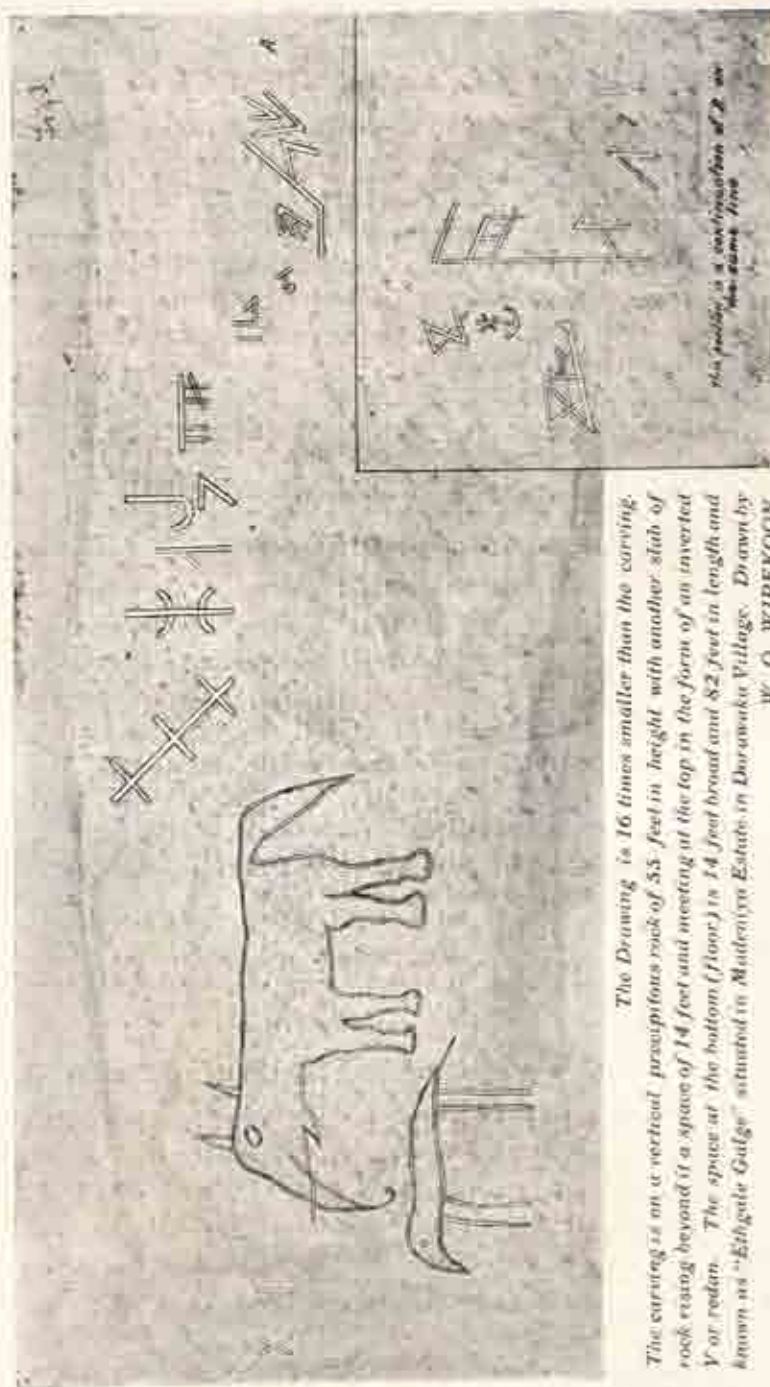 this portion is a continuation of A on
the same line
The Drawing is 16 times smaller than the carving.
The carving is on a vertical precipitous rock of 55 feet in height with another slab of
rock rising beyond it a space of 14 feet and meeting at the top in the form of an inverted
V or redan. The space at the bottom (floor) is 14 feet broad and 82 feet in length and
known as "Ethgala Galge" situated in Madeniya Estate in Dorawaka Village. Drawn by
W. O. WIJEKOON